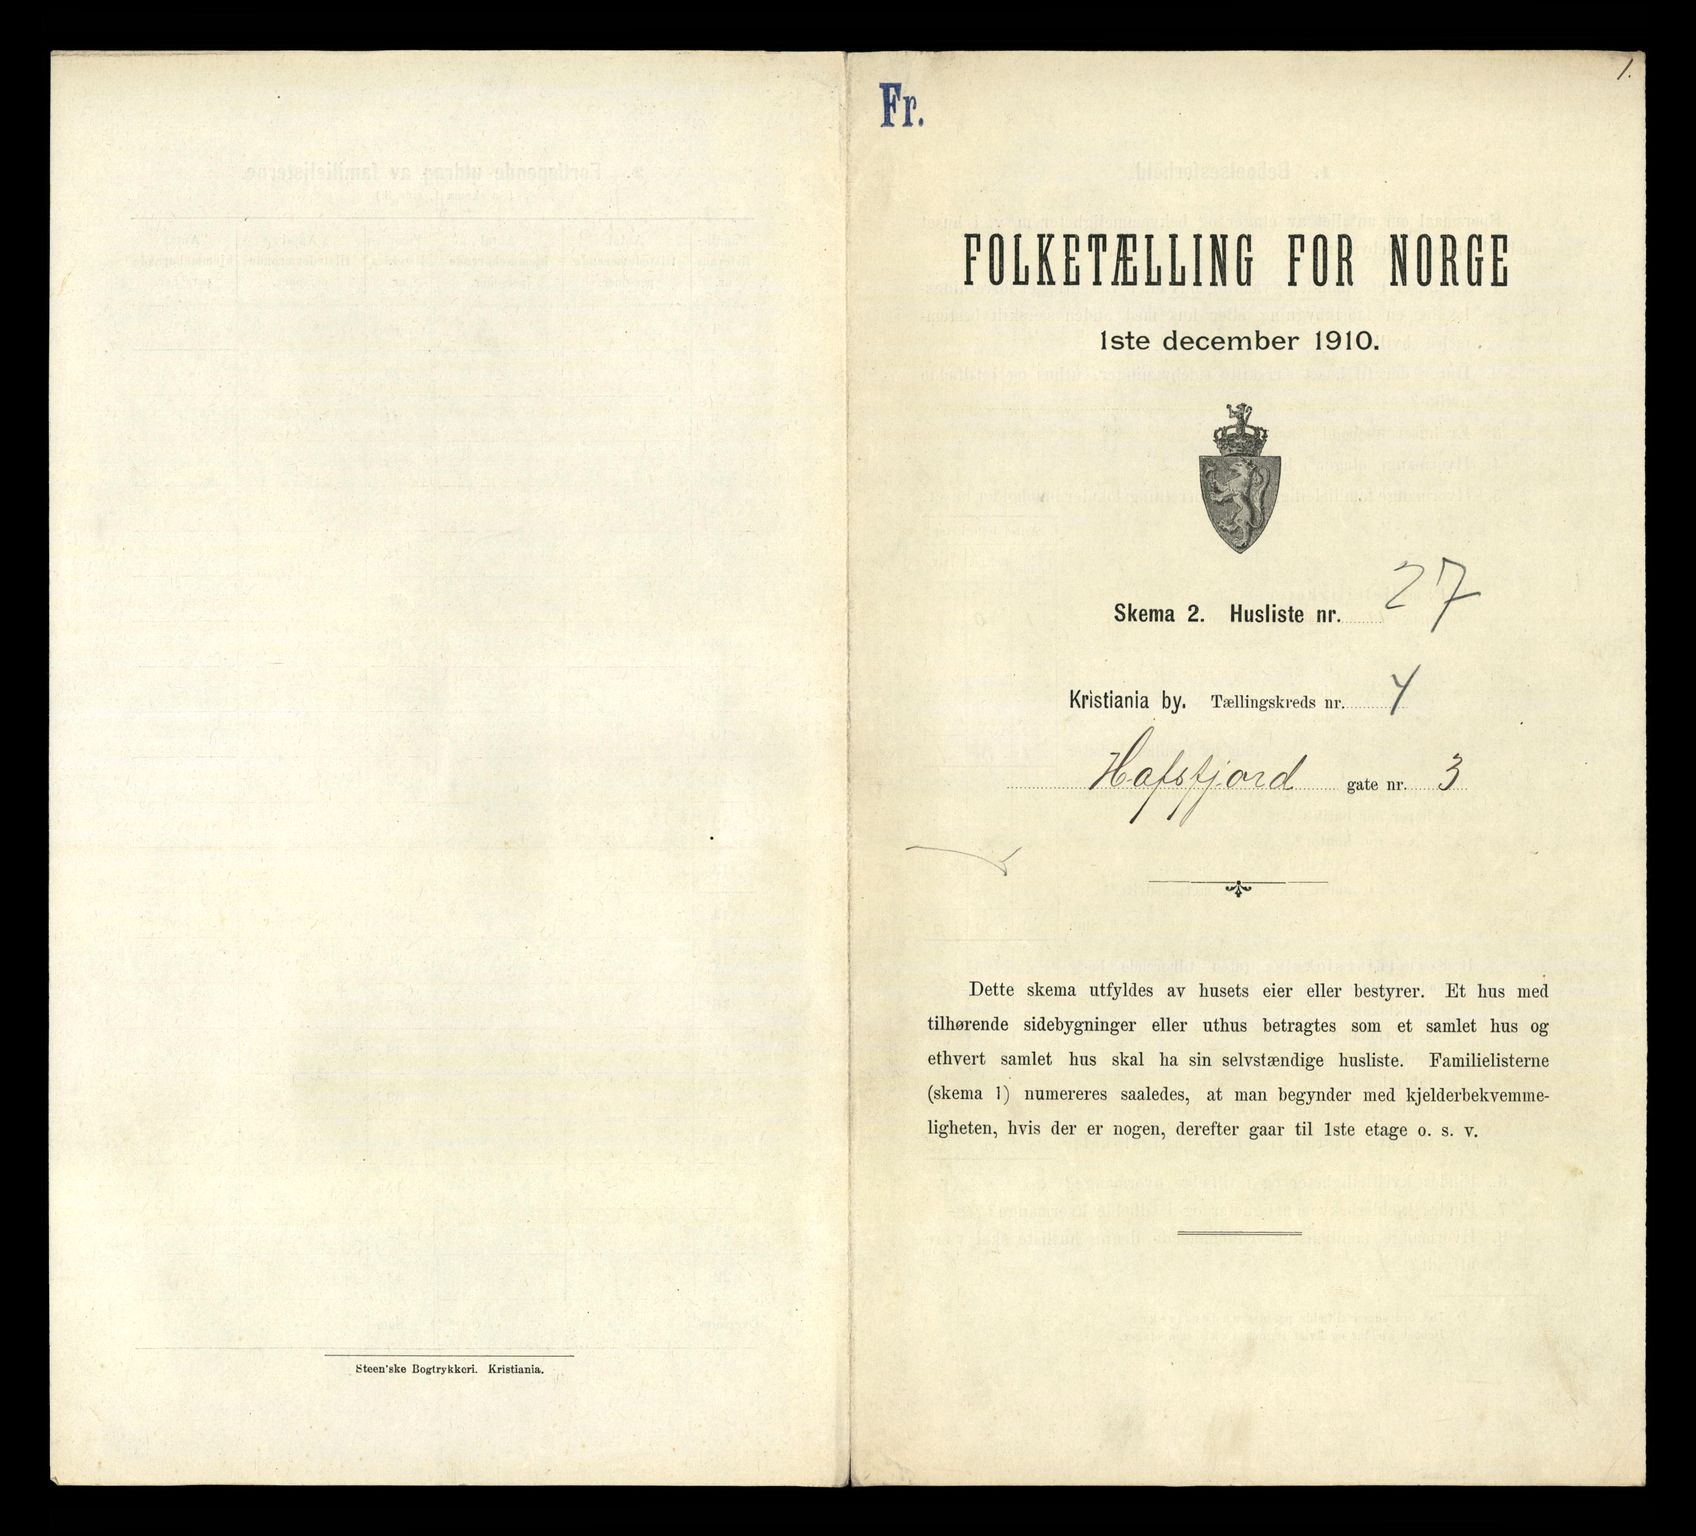 Steen'ske Bogtrykkeri. Kristiania.
1.
Fr.
FOLKETÆLLING FOR NORGE
1ste december 1910.
Skema 2. Husliste nr. 27
Kristiania by. Tællingskreds nr. 4
Hafsfjord gate nr. 3
Dette skema utfyldes av husets eier eller bestyrer. Et hus med
tilhørende sidebygninger eller uthus betragtes som et samlet hus og
ethvert samlet hus skal ha sin selvstændige husliste. Familielisterne
(skema 1) numereres saaledes, at man begynder med kjelderbekvemme-
ligheten, hvis der er nogen, derefter gaar til 1ste etage o. s. v.